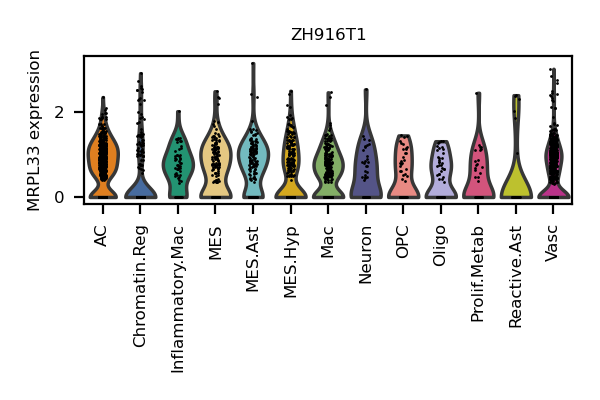 ZH916T1
MRPL33 expression
2
0
AC
Chromatin.Reg
Inflammatory.Mac
MES
MES.Ast
MES.Hyp
Mac
Neuron
OPC
Oligo
Prolif.Metab
Reactive.Ast
Vasc